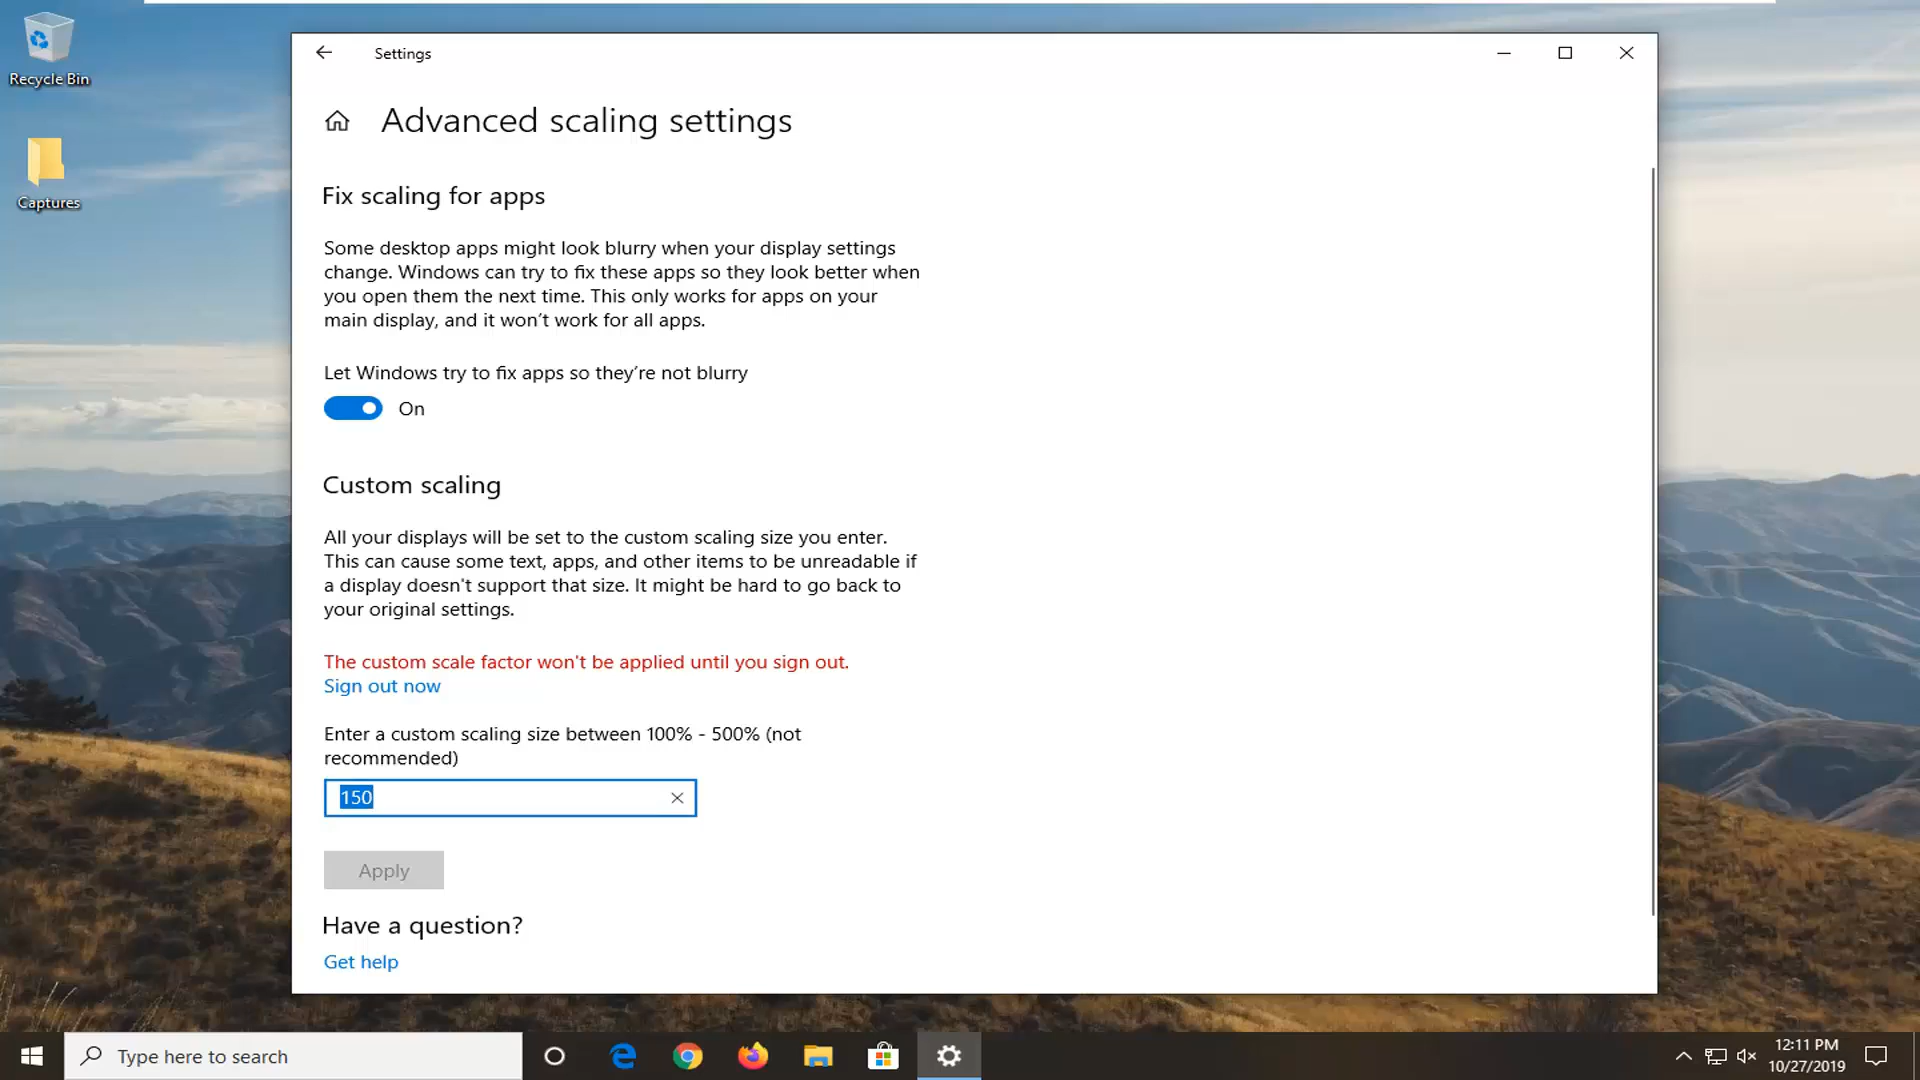 Recycle Bin
Captures
Settings
Advanced scaling settings
Fix scaling for apps
Some desktop apps might look blurry when your display settings
change. Windows can try to fix these apps so they look better when
you open them the next time. This only works for apps on your
main display, and it won’t work for all apps.
Let Windows try to fix apps so they’re not blurry
On
Custom scaling
All your displays will be set to the custom scaling size you enter.
This can cause some text, apps, and other items to be unreadable if
a display doesn't support that size. It might be hard to go back to
your original settings.
The custom scale factor won't be applied until you sign out.
Sign out now
Enter a custom scaling size between 100% - 500% (not
recommended)
150
Apply
Have a question?
Get help
Type here to search
12:11 PM
10/27/2019